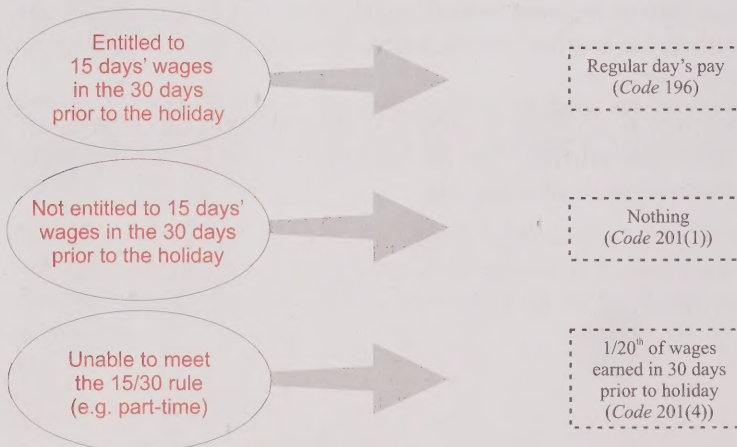 Entitled to
15 days' wages
in the 30 days
prior to the holiday
Regular day's pay
(Code 196)
Not entitled to 15 days'
wages in the 30 days
prior to the holiday
Nothing
(Code 201(1))
Unable to meet
the 15/30 rule
(e.g. part-time)
1/20th of wages
earned in 30 days
prior to holiday
(Code 201(4))